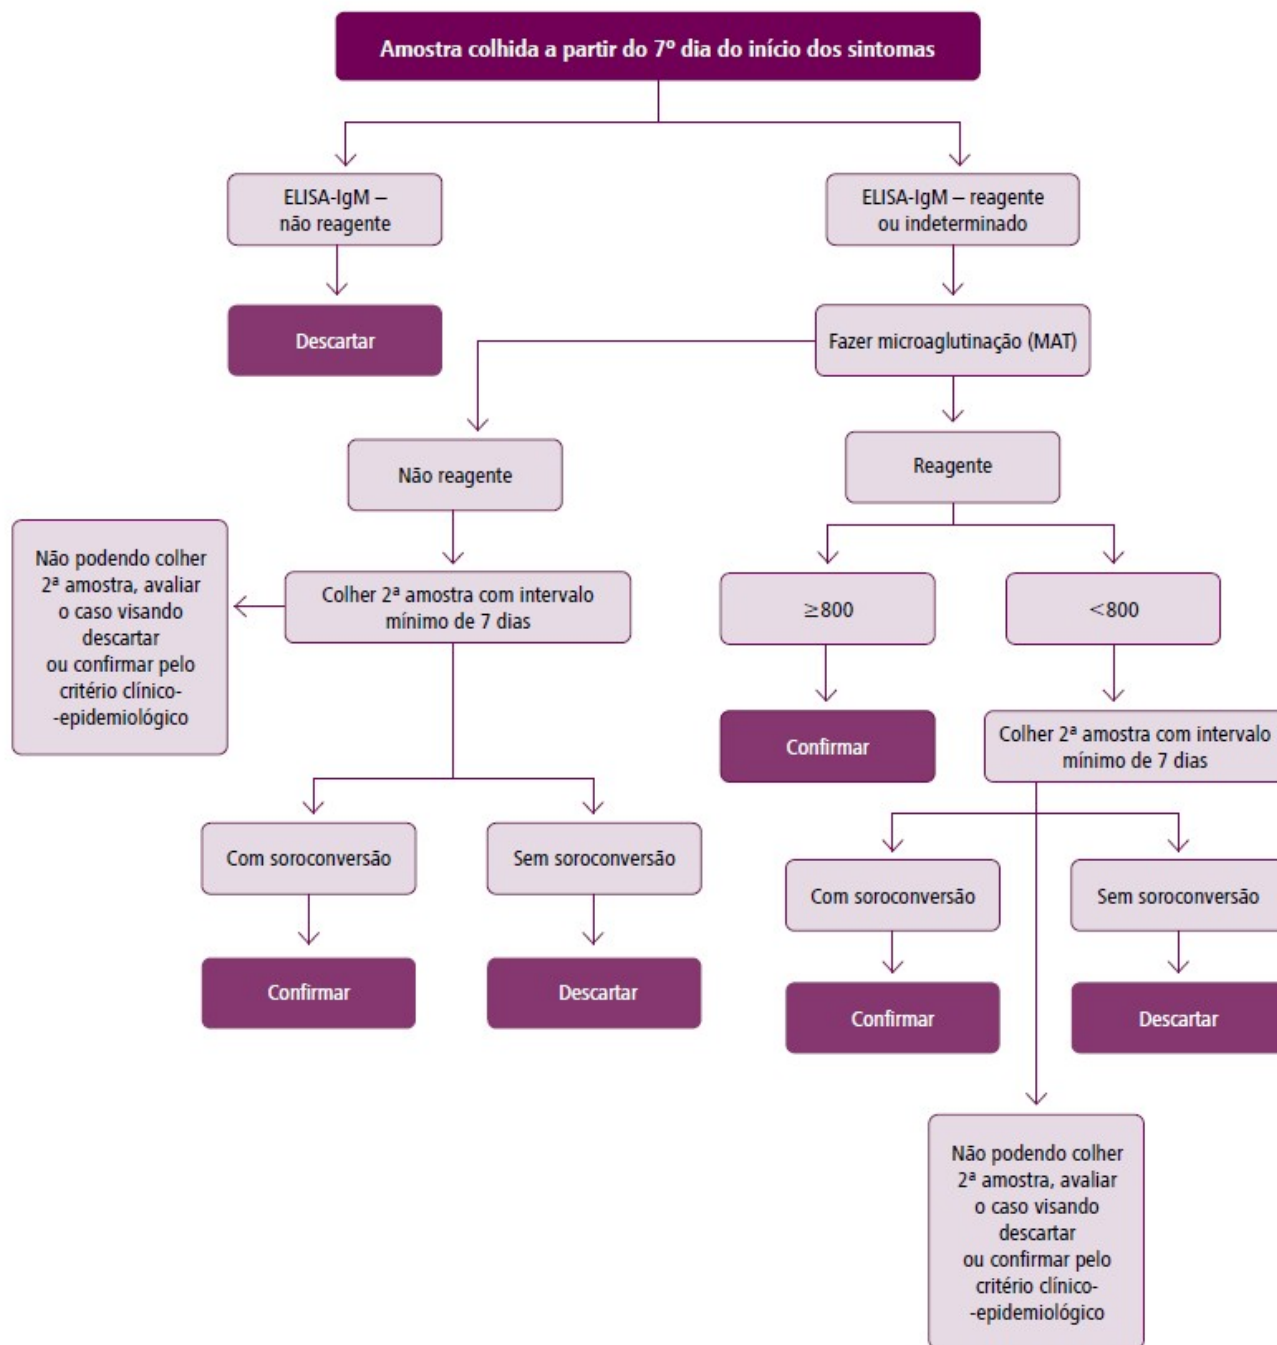 Amostra colhida a partir do 7º dia do início dos sintomas
ELISA-IgM –
não reagente
ELISA-IgM – reagente
ou indeterminado
Descartar
Fazer microaglutinação (MAT)
Não reagente
Reagente
Não podendo colher
2ª amostra, avaliar
o caso visando
descartar
ou confirmar pelo
critério clínico-
-epidemiológico
Colher 2ª amostra com intervalo
mínimo de 7 dias
≥800
<800
Confirmar
Colher 2ª amostra com intervalo
mínimo de 7 dias
Com soroconversão
Sem soroconversão
Com soroconversão
Sem soroconversão
Confirmar
Descartar
Confirmar
Descartar
Não podendo colher
2ª amostra, avaliar
o caso visando
descartar
ou confirmar pelo
critério clínico-
-epidemiológico